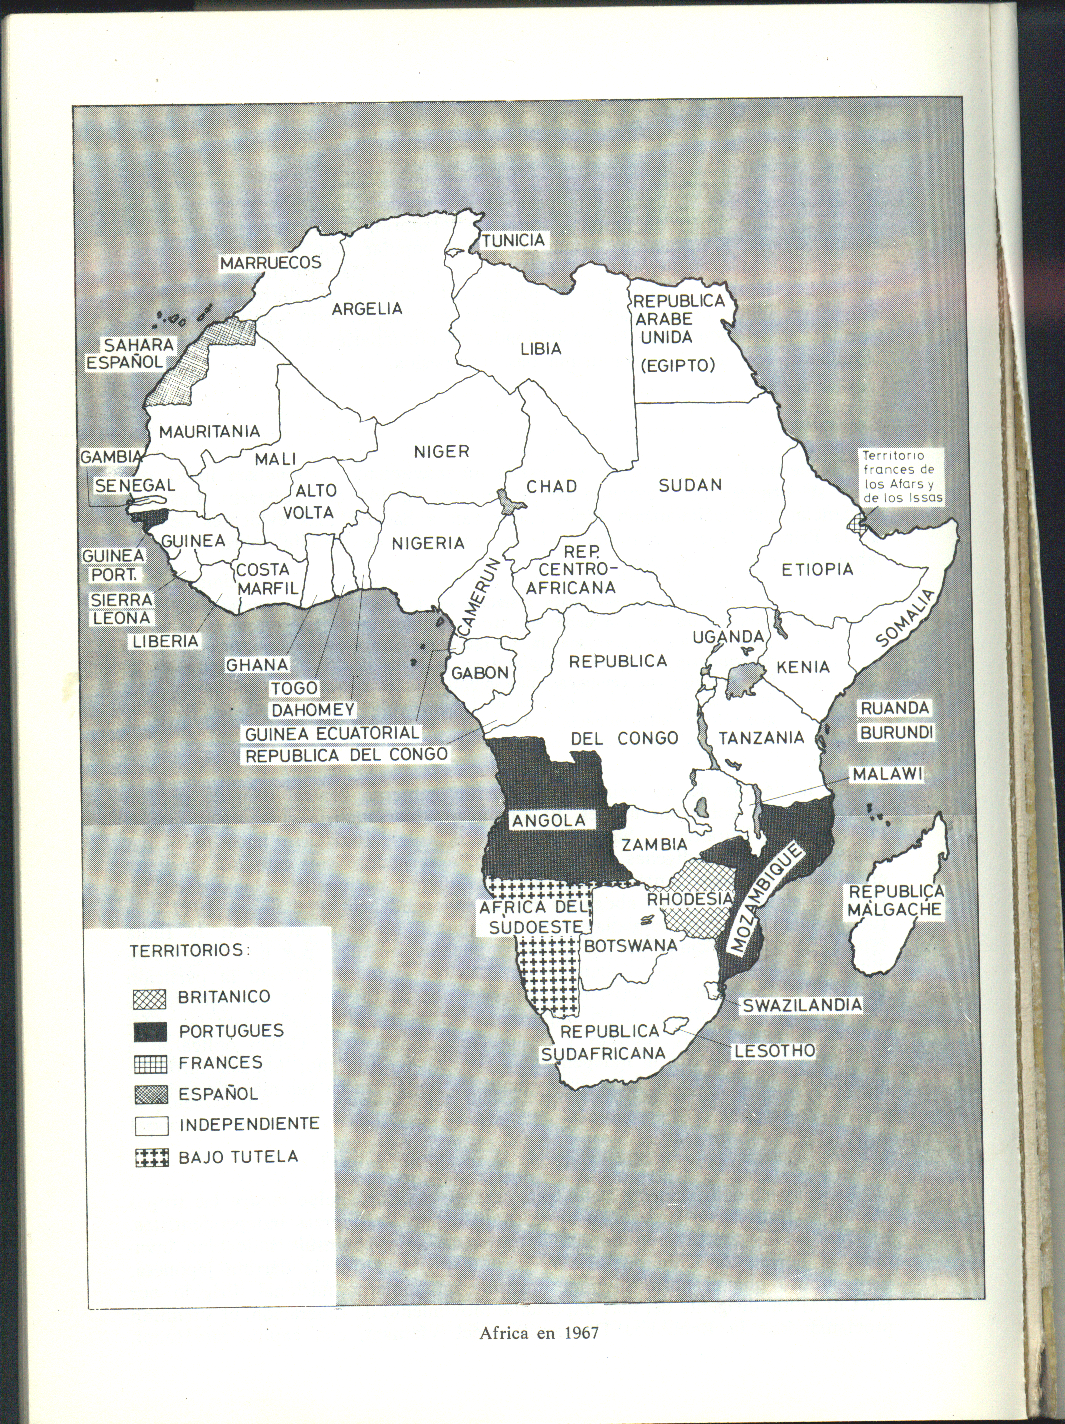 TUNICIA
MARRUECOS
ARGELIA
REPUBLICA
ARABE
UNIDA
(EGIPTO)
LIBIA
SAHARA
ESPAÑOL
MAURITANIA
GAMBIA
MALI
NIGER
SENEGAL
ALTO
VOLTA
CHAD
SUDAN
Territorio
frances de
los Afars y
de los Issas
GUINEA
NIGERIA
GUINEA
PORT.
COSTA
MARFIL
CAMERUN
REP.
CENTRO-
AFRICANA
ETIOPIA
SIERRA
LEONA
LIBERIA
SOMALIA
UGANDA
GHANA
GABON
REPUBLICA
DEL CONGO
KENIA
TOGO
DAHOMEY
GUINEA ECUATORIAL
REPUBLICA DEL CONGO
RUANDA
BURUNDI
TANZANIA
MALAWI
ANGOLA
ZAMBIA
MOZAMBIQUE
RHODESIA
REPUBLICA
MALGACHE
AFRICA DEL
SUDOESTE
BOTSWANA
SWAZILANDIA
REPUBLICA
SUDAFRICANA
LESOTHO
TERRITORIOS:
BRITANICO
PORTUGUES
FRANCES
ESPAÑOL
INDEPENDIENTE
BAJO TUTELA
Africa en 1967